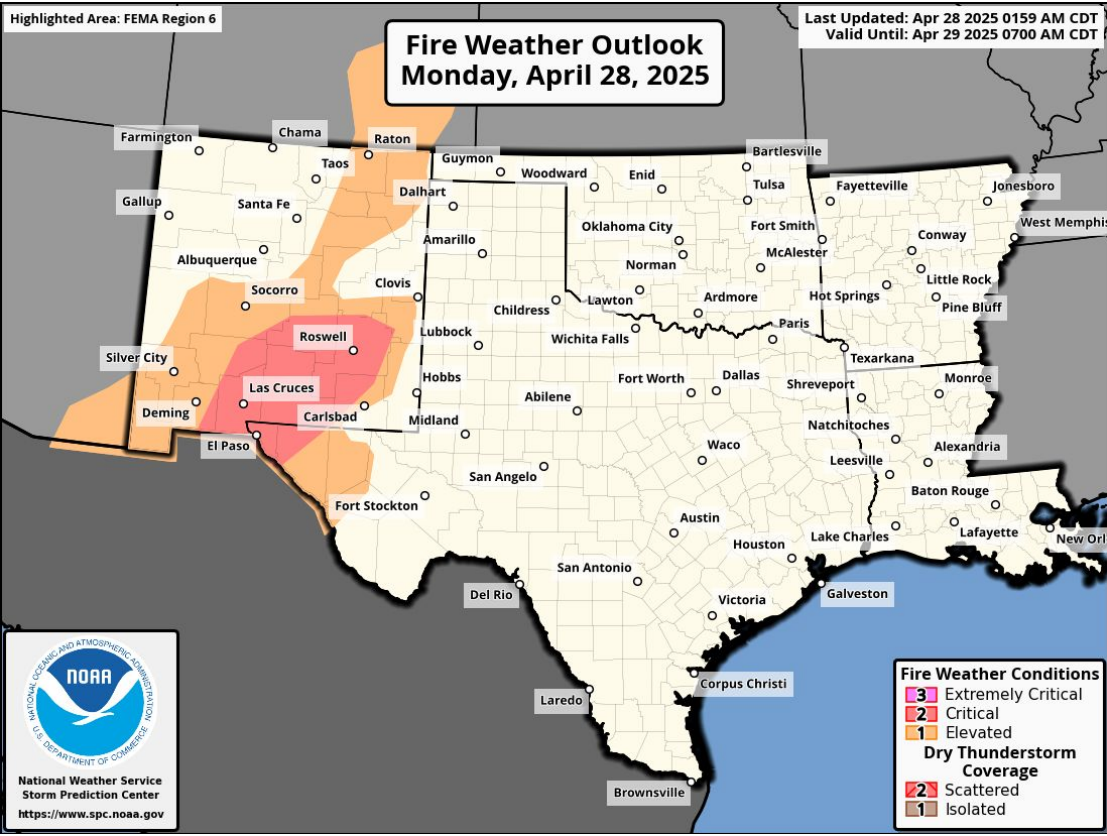 Highlighted Area: FEMA Region 6
Fire Weather Outlook
Monday, April 28, 2025
Last Updated: Apr 28 2025 0159 AM CDT
Valid Until: Apr 29 2025 0700 AM CDT
Farmington
Chama
Raton
Taos
Guymon
Woodward
Enid
Bartlesville
Tulsa
Fayetteville
Jonesboro
Gallup
Santa Fe
Dalhart
Oklahoma City
Fort Smith
West Memphis
Albuquerque
Amarillo
Norman
McAlester
Conway
Little Rock
Socorro
Clovis
Childress
Lawton
Ardmore
Hot Springs
Pine Bluff
Roswell
Lubbock
Wichita Falls
Paris
Texarkana
Silver City
Las Cruces
Hobbs
Fort Worth
Dallas
Shreveport
Monroe
Deming
Carlsbad
Midland
Abilene
Natchitoches
El Paso
Waco
Leesville
Alexandria
San Angelo
Fort Stockton
Austin
Baton Rouge
Houston
Lake Charles
Lafayette
New Orl
San Antonio
Del Rio
Victoria
Galveston
Laredo
Corpus Christi
Brownsville
NATIONAL OCEANIC AND ATMOSPHERIC ADMINISTRATION
NOAA
U.S. DEPARTMENT OF COMMERCE
National Weather Service
Storm Prediction Center
https://www.spc.noaa.gov
Fire Weather Conditions
3 Extremely Critical
2 Critical
1 Elevated
Dry Thunderstorm
Coverage
2 Scattered
1 Isolated